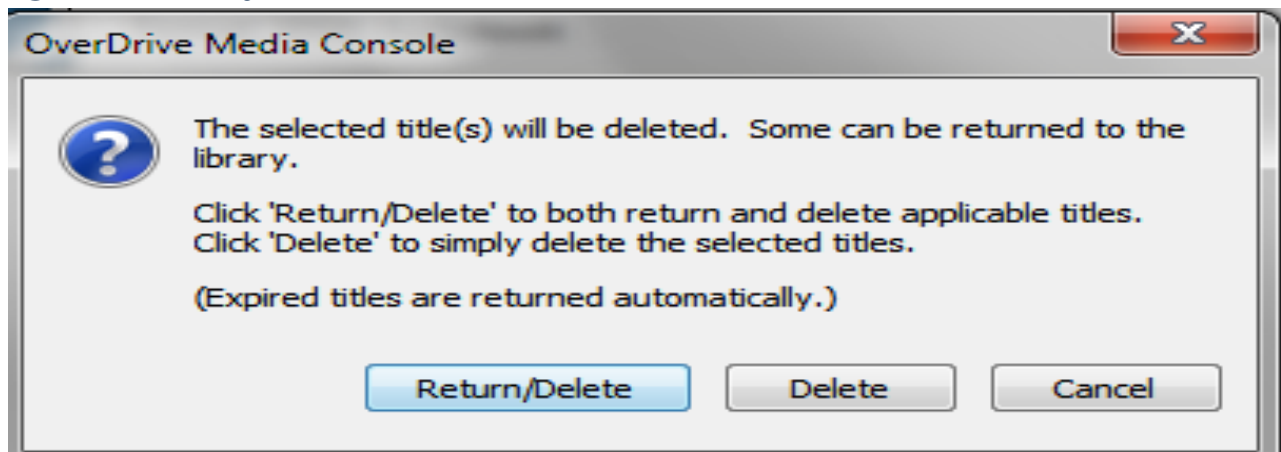 OverDrive Media Console
The selected title(s) will be deleted.  Some can be returned to the
library.
Click 'Return/Delete' to both return and delete applicable titles.
Click 'Delete' to simply delete the selected titles.
(Expired titles are returned automatically.)
Return/Delete
Delete
Cancel